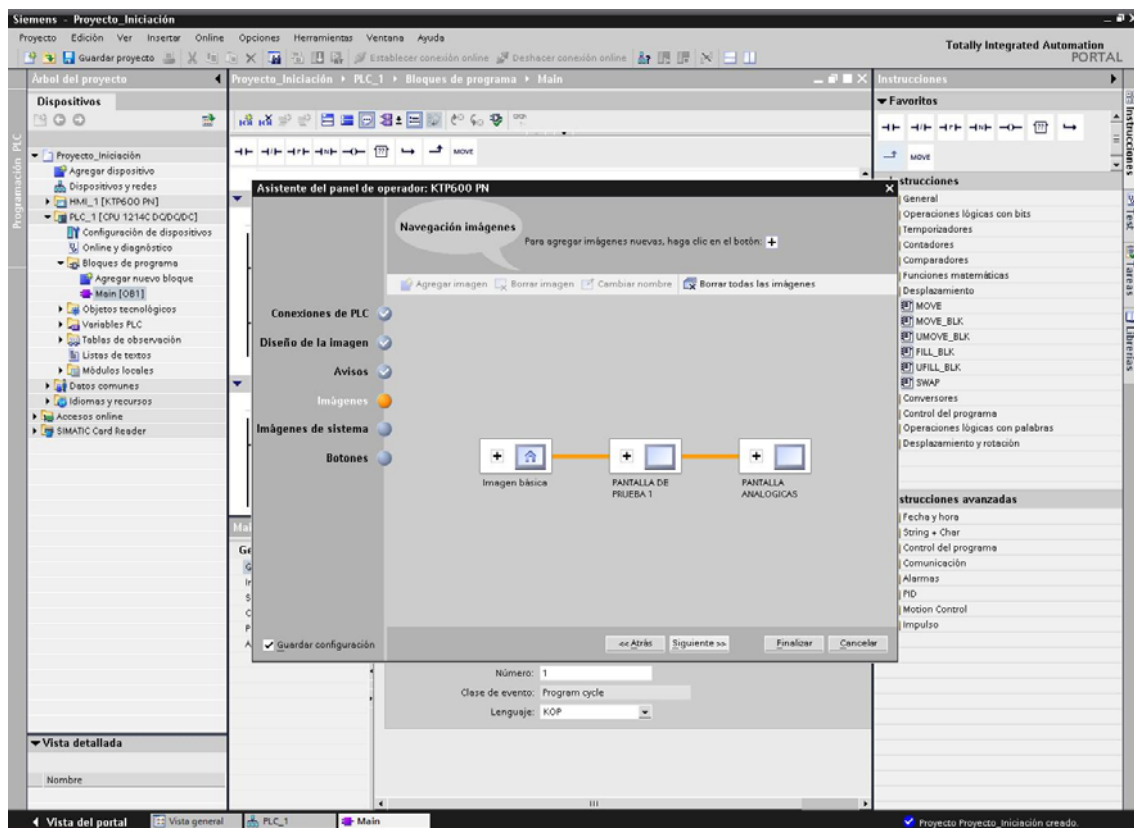 Siemens - Proyecto_Iniciación
Proyecto Edición Ver Insertar Online Opciones Herramientas Ventana Ayuda
Guardar proyecto Establecer conexión online Deshacer conexión online
Totally Integrated Automation
PORTAL
Árbol del proyecto
Proyecto_Iniciación PLC_1 Bloques de programa Main
Instrucciones
Dispositivos
Favoritos
MOVE
MOVE
Programación PLC
Proyecto_Iniciación
Agregar dispositivo
Dispositivos y redes
HMI_1 [KTP600 PN]
PLC_1 [CPU 1214C DC/DC/DC]
Configuración de dispositivos
Online y diagnóstico
Bloques de programa
Agregar nuevo bloque
Main [OB1]
Objetos tecnológicos
Variables PLC
Tablas de observación
Listas de textos
Módulos locales
Datos comunes
Idiomas y recursos
Accesos online
SIMATIC Card Reader
Asistente del panel de operador: KTP600 PN
Navegación imágenes
Para agregar imágenes nuevas, haga clic en el botón: +
Agregar imagen Borrar imagen Cambiar nombre Borrar todas las imágenes
Conexiones de PLC
Diseño de la imagen
Avisos
Imágenes
Imágenes de sistema
Botones
Imagen básica
PANTALLA DE PRUEBA 1
PANTALLA ANALOGICAS
Guardar configuración
<< Atrás Siguiente >> Finalizar Cancelar
Número: 1
Clase de evento: Program cycle
Lenguaje: KOP
strucciones
General
Operaciones lógicas con bits
Temporizadores
Contadores
Comparadores
Funciones matemáticas
Desplazamiento
MOVE
MOVE_BLK
UMOVE_BLK
FILL_BLK
UFILL_BLK
SWAP
Conversores
Control del programa
Operaciones lógicas con palabras
Desplazamiento y rotación
strucciones avanzadas
Fecha y hora
String + Char
Control del programa
Comunicación
Alarmas
PID
Motion Control
Impulso
Instrucciones
Test
Tareas
Librerías
Vista detallada
Nombre
Vista del portal Vista general PLC_1 Main
Proyecto Proyecto_Iniciación creado.